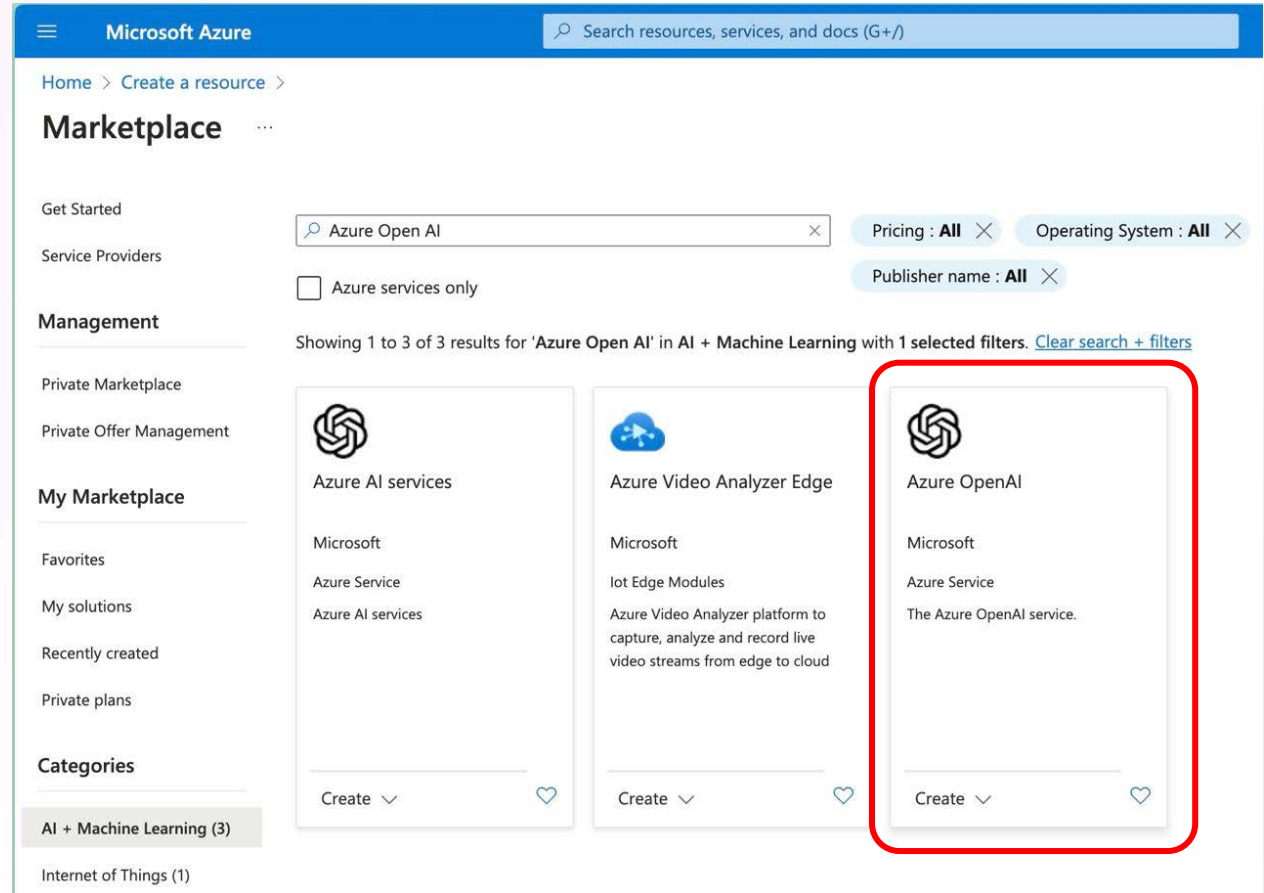 Microsoft Azure
Search resources, services, and docs (G+/)
Home > Create a resource >
Marketplace ...
Get Started
Service Providers
Management
Private Marketplace
Private Offer Management
My Marketplace
Favorites
My solutions
Recently created
Private plans
Categories
AI + Machine Learning (3)
Internet of Things (1)
Azure Open AI
Pricing : All
Operating System : All
Publisher name : All
Azure services only
Showing 1 to 3 of 3 results for 'Azure Open AI' in AI + Machine Learning with 1 selected filters. Clear search + filters
Azure AI services
Microsoft
Azure Service
Azure AI services
Create
Azure Video Analyzer Edge
Microsoft
Iot Edge Modules
Azure Video Analyzer platform to
capture, analyze and record live
video streams from edge to cloud
Create
Azure OpenAI
Microsoft
Azure Service
The Azure OpenAI service.
Create